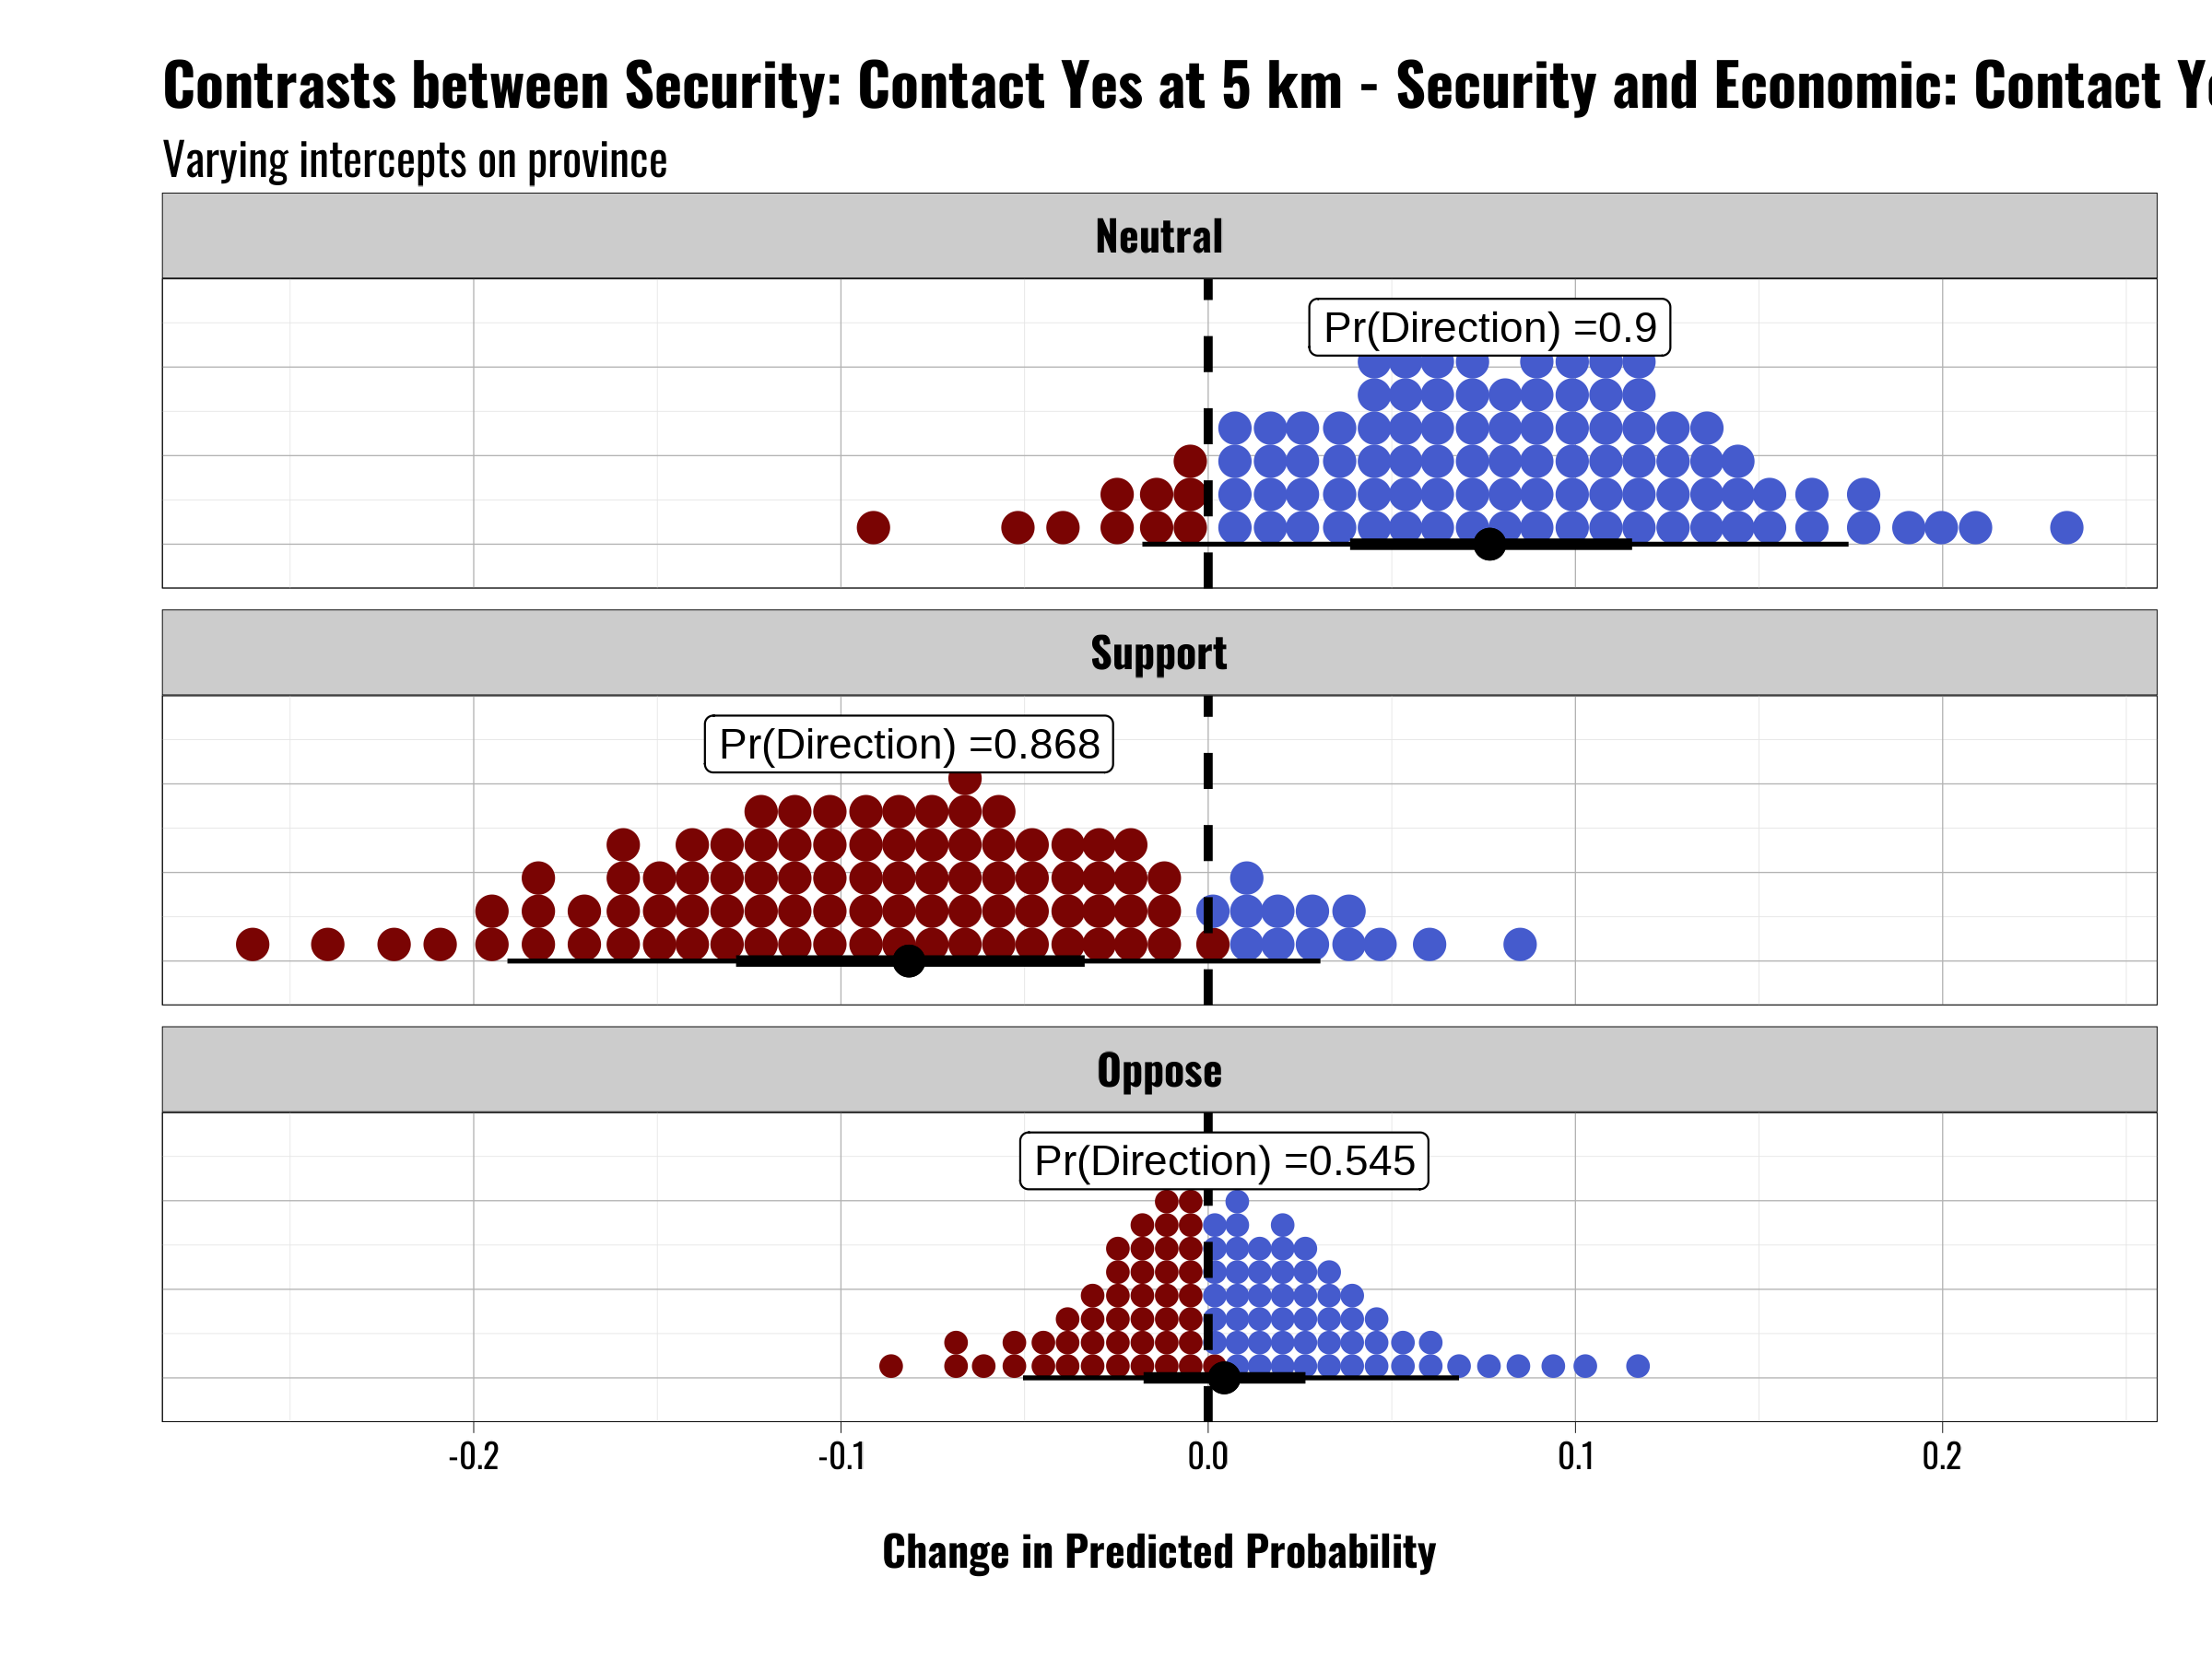 Contrasts between Security: Contact Yes at 5 km - Security and Economic: Contact
Varying intercepts on province
Neutral
Pr(Direction) =0.9
Support
Pr(Direction) =0.868
Oppose
Pr(Direction) =0.545
-0.2 -0.1 0.0 0.1 0.2
Change in Predicted Probability